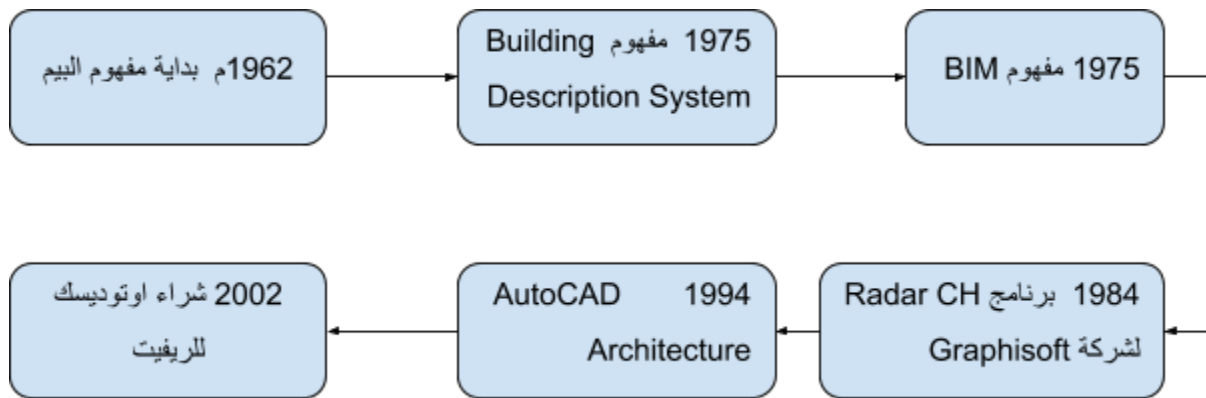 1962م بداية مفهوم البيم
1975 مفهوم Building
Description System
1975 مفهوم BIM
1984 برنامج Radar CH
لشركة Graphisoft
AutoCAD 1994
Architecture
2002 شراء اوتوديسك
للريفيت